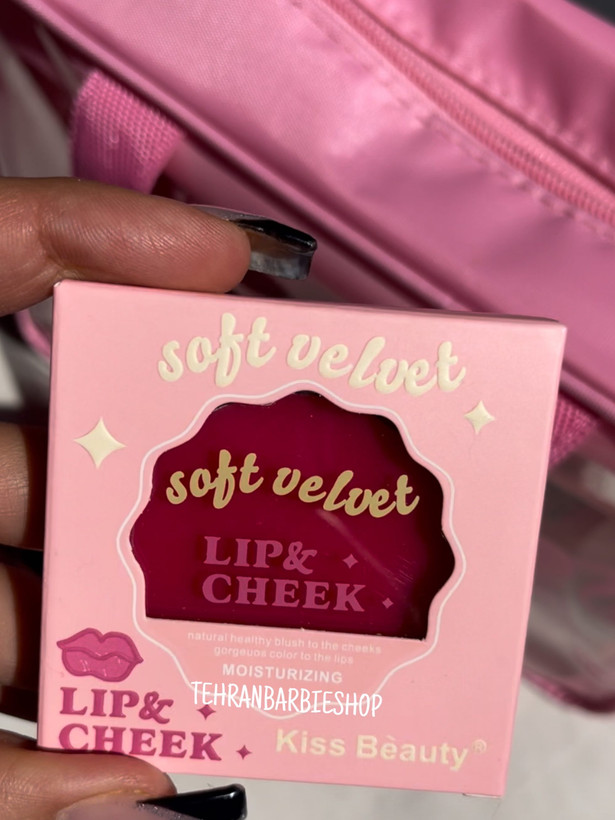 soft velvet
soft velvet
LIP&
CHEEK
natural healthy blush to the cheeks
gorgeous color to the lips
MOISTURIZING
TEHRANBARBIESHOP
LIP&
CHEEK
Kiss Bèauty®